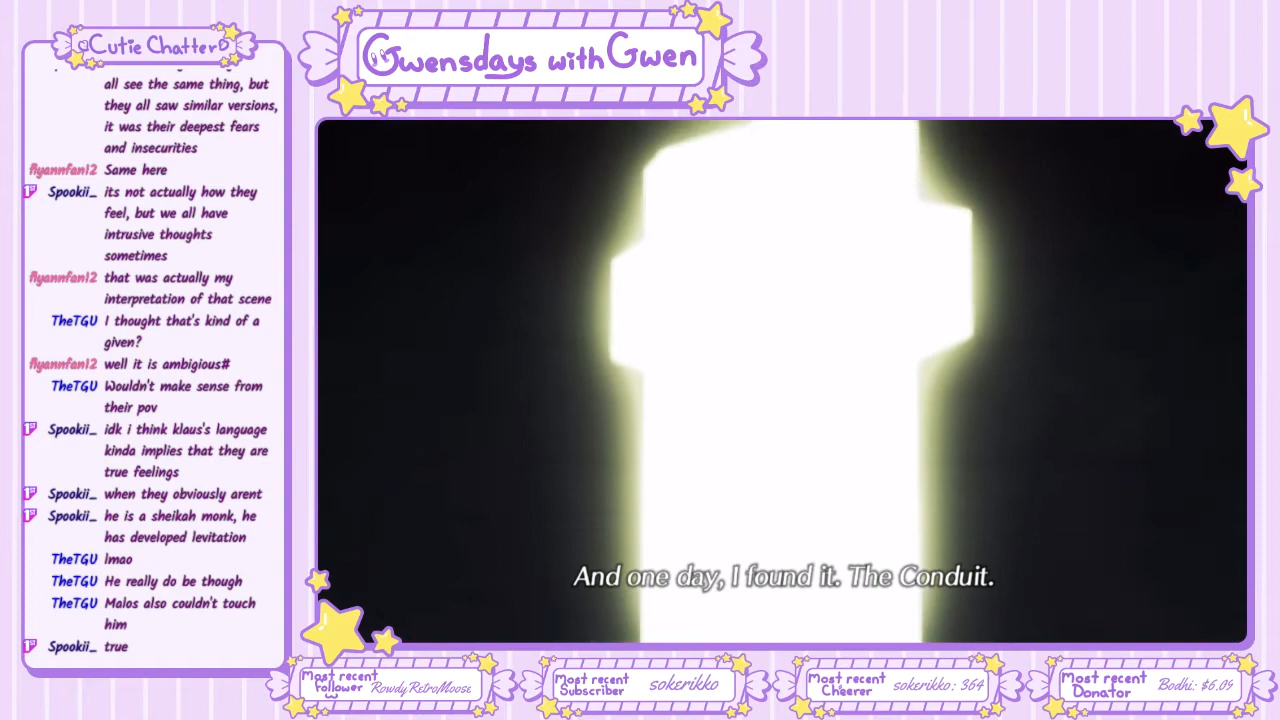 Cutie Chatter
all see the same thing, but
they all saw similar versions,
it was their deepest fears
and insecurities
flyannfan12 Same here
Spookii_ its not actually how they
feel, but we all have
intrusive thoughts
sometimes
flyannfan12 that was actually my
interpretation of that scene
TheTGU I thought that's kind of a
given?
flyannfan12 well it is ambigious#
TheTGU Wouldn't make sense from
their pov
Spookii_ idk i think klaus's language
kinda implies that they are
true feelings
Spookii_ when they obviously arent
Spookii_ he is a sheikah monk, he
has developed levitation
TheTGU lmao
TheTGU He really do be though
TheTGU Malos also couldn't touch
him
Spookii_ true
Gwensdays with Gwen
And one day, I found it. The Conduit.
Most recent
follower
RowdyRetroMoose
Most recent
Subscriber
sokerikko
Most recent
Cheerer
sokerikko: 364
Most recent
Donator
Bodhi: $6.09